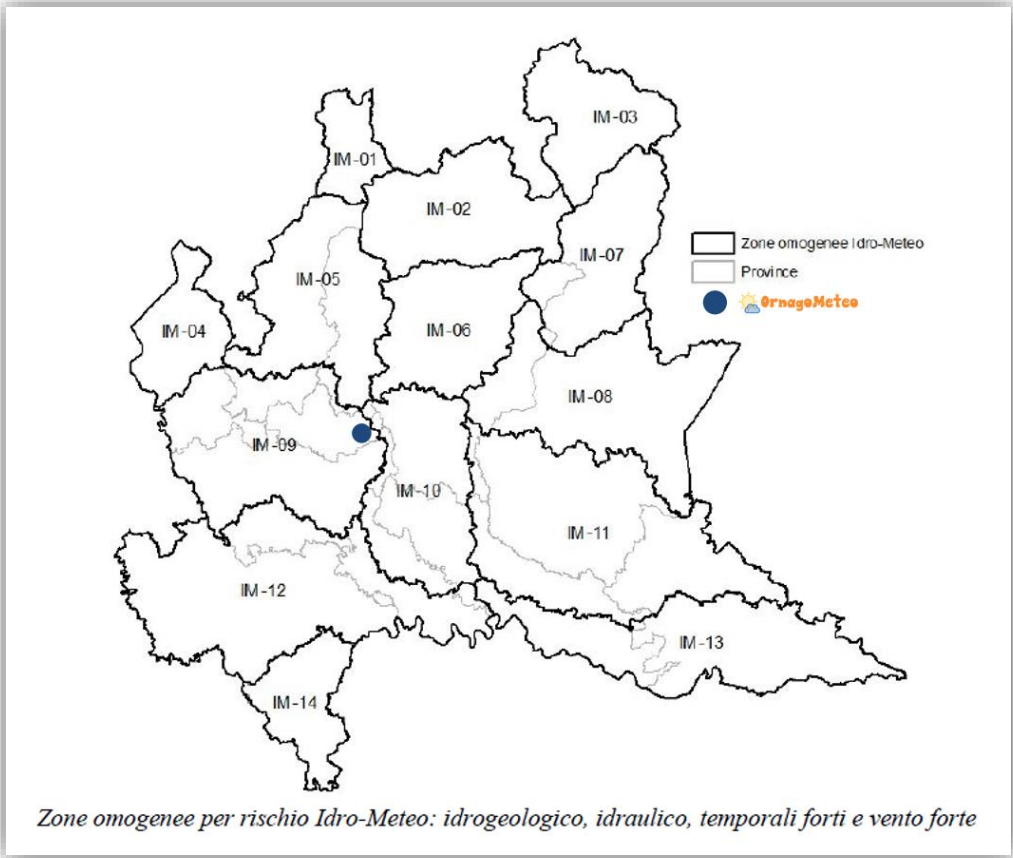 IM-03
IM-01
IM-02
IM-07
Zone omogenee Idro-Meteo
Province
OrnagoMeteo
IM-05
IM-04
IM-06
IM-08
IM-09
IM-10
IM-11
IM-12
IM-13
IM-14
Zone omogenee per rischio Idro-Meteo: idrogeologico, idraulico, temporali forti e vento forte